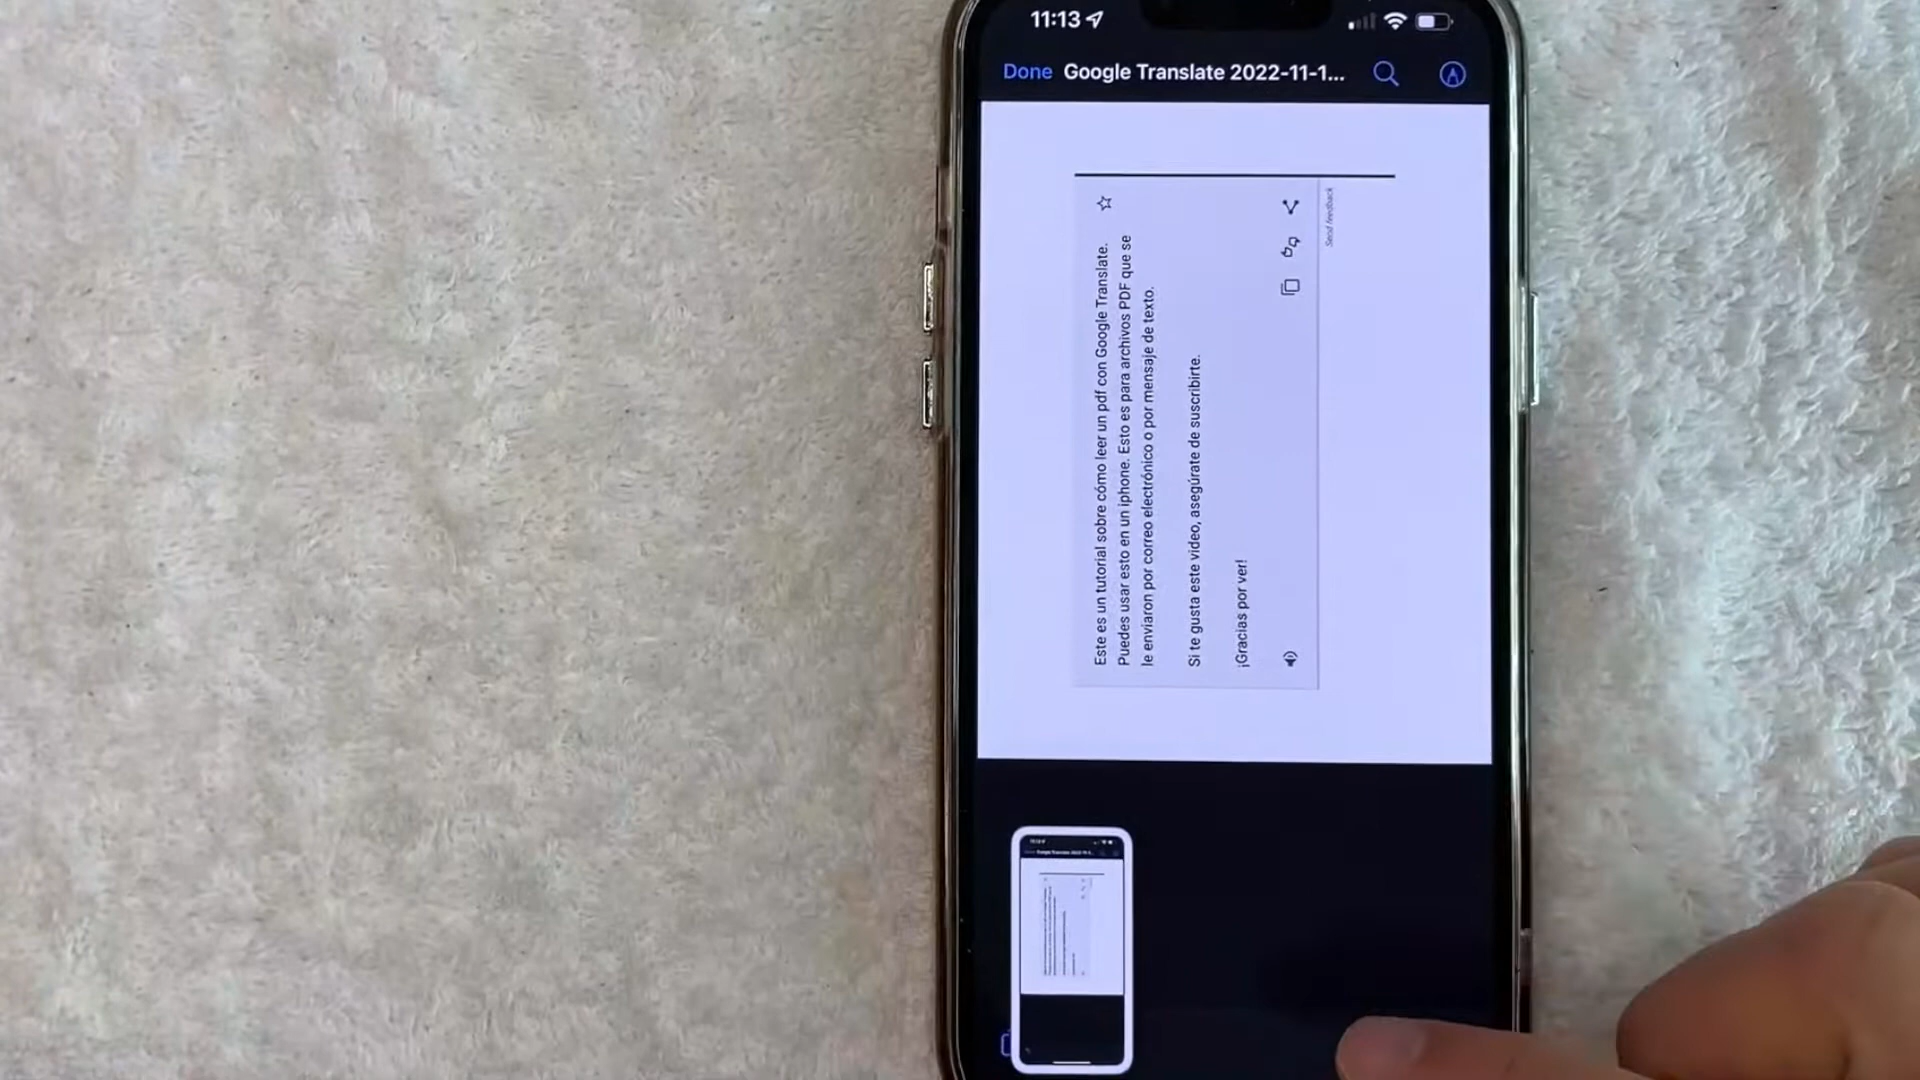 11:13
Done Google Translate 2022-11-1...
Este es un tutorial sobre cómo leer un pdf con Google Translate.
Puedes usar esto en un iphone. Esto es para archivos PDF que se
le enviaron por correo electrónico o por mensaje de texto.
Si te gusta este video, asegúrate de suscribirte.
¡Gracias por ver!
Send feedback